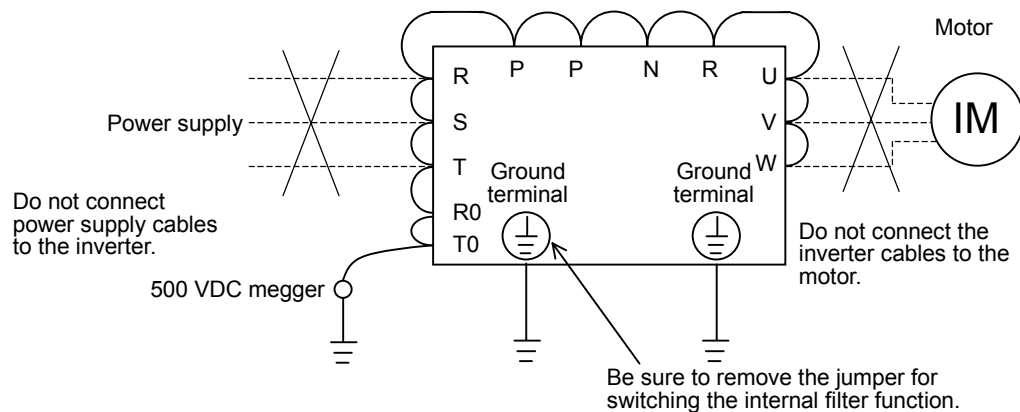 Motor
R
P
P
N
R
U
Power supply
S
V
IM
T
W
Ground
terminal
Ground
terminal
Do not connect
power supply cables
to the inverter.
R0
T0
Do not connect the
inverter cables to the
motor.
500 VDC megger
Be sure to remove the jumper for
switching the internal filter function.